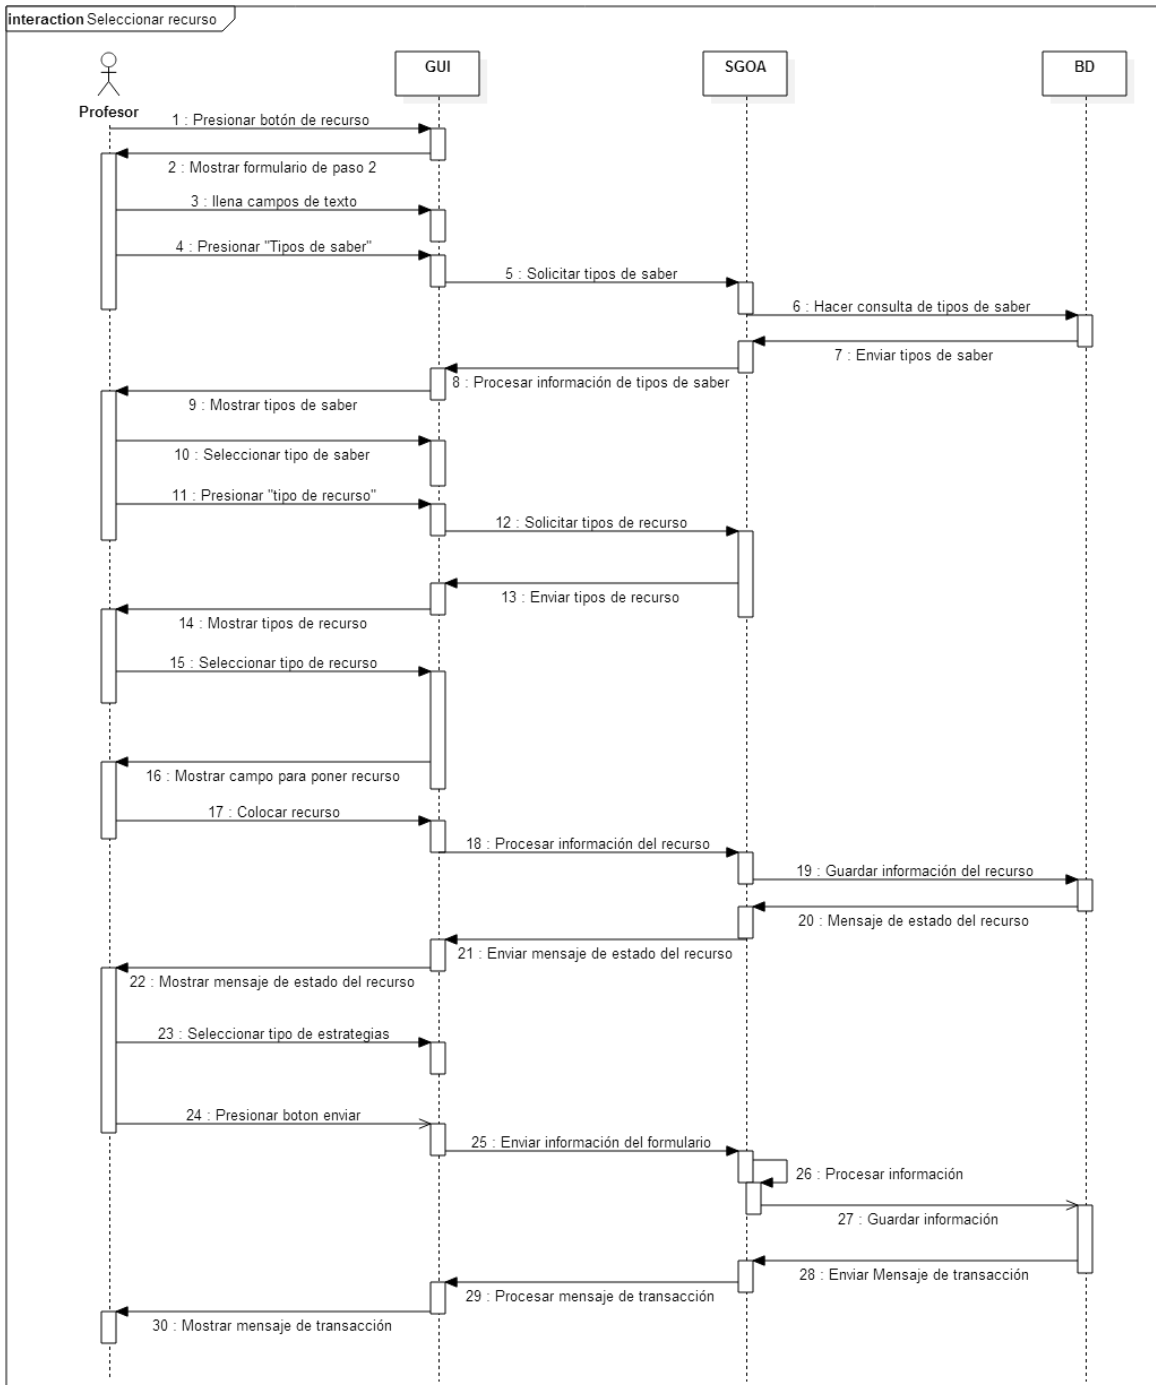 interaction Seleccionar recurso
Profesor
GUI
SGOA
BD
1 : Presionar botón de recurso
2 : Mostrar formulario de paso 2
3 : llena campos de texto
4 : Presionar "Tipos de saber"
5 : Solicitar tipos de saber
6 : Hacer consulta de tipos de saber
7 : Enviar tipos de saber
8 : Procesar información de tipos de saber
9 : Mostrar tipos de saber
10 : Seleccionar tipo de saber
11 : Presionar "tipo de recurso"
12 : Solicitar tipos de recurso
13 : Enviar tipos de recurso
14 : Mostrar tipos de recurso
15 : Seleccionar tipo de recurso
16 : Mostrar campo para poner recurso
17 : Colocar recurso
18 : Procesar información del recurso
19 : Guardar información del recurso
20 : Mensaje de estado del recurso
21 : Enviar mensaje de estado del recurso
22 : Mostrar mensaje de estado del recurso
23 : Seleccionar tipo de estrategias
24 : Presionar boton enviar
25 : Enviar información del formulario
26 : Procesar información
27 : Guardar información
28 : Enviar Mensaje de transacción
29 : Procesar mensaje de transacción
30 : Mostrar mensaje de transacción